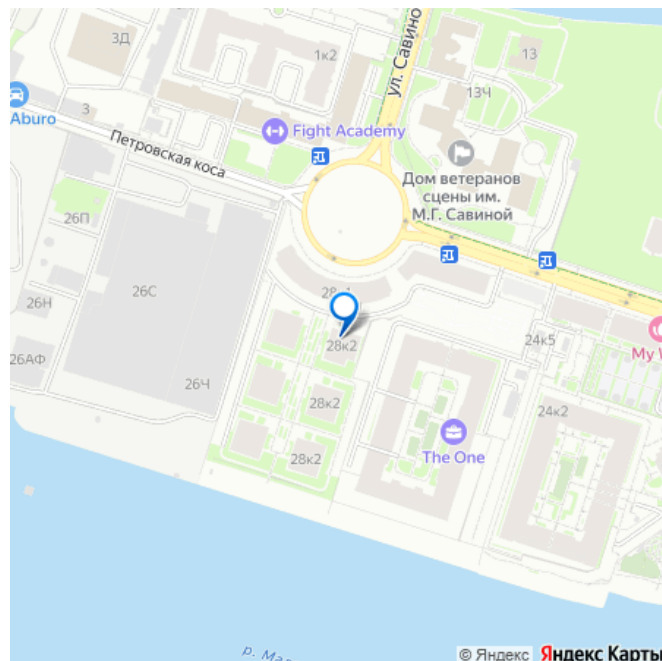 3Д
1к2
ул. Савино
13
13Ч
Aburo
3
Fight Academy
Петровская коса
Дом ветеранов
сцены им.
М.Г. Савиной
26П
26С
26Н
28к2
24к5
My
26АФ
26Ч
28к2
24к2
The One
28к2
р. Ма
© Яндекс Яндекс Карты